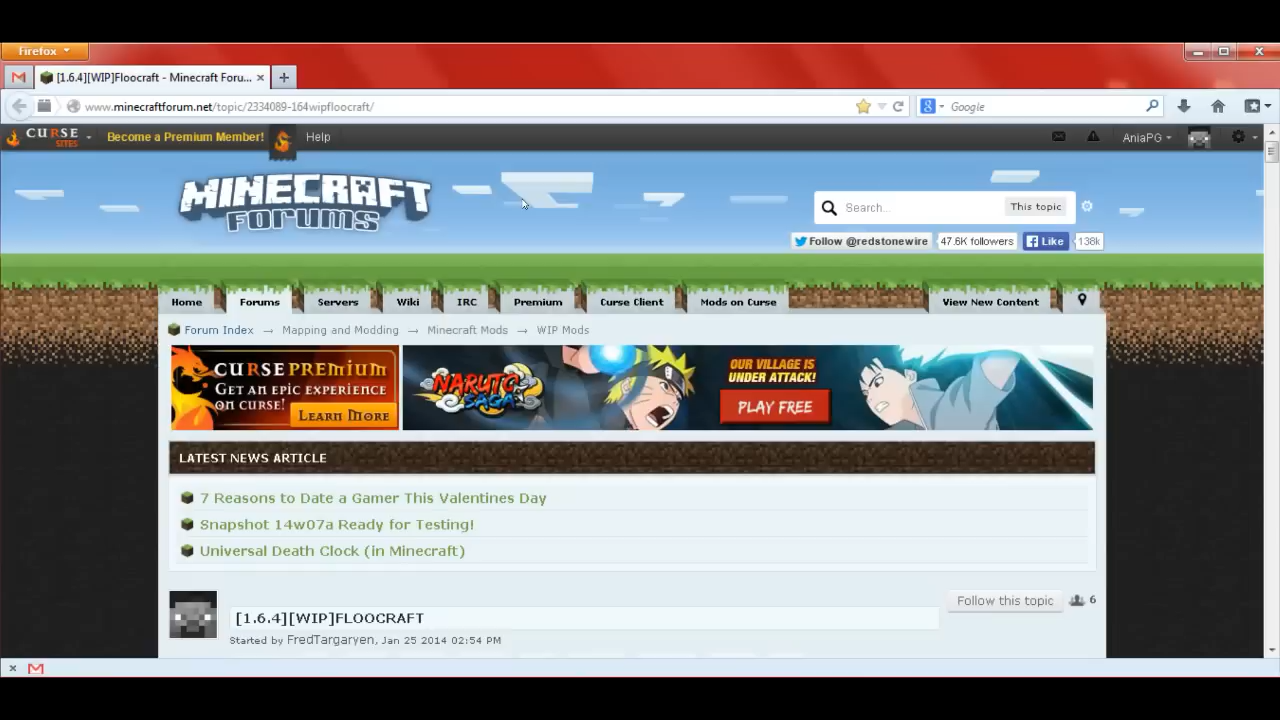 Firefox
[1.6.4][WIP]Floocraft - Minecraft Foru...
www.minecraftforum.net/topic/2334089-164wipfloocraft/
Google
CURSE SITES
Become a Premium Member!
Help
AniaPG
MINECRAFT
FORUMS
Search...
This topic
Follow @redstonewire
47.6K followers
Like
138k
Home
Forums
Servers
Wiki
IRC
Premium
Curse Client
Mods on Curse
View New Content
Forum Index → Mapping and Modding → Minecraft Mods → WIP Mods
CURSE PREMIUM
GET AN EPIC EXPERIENCE
ON CURSE!
LEARN MORE
NARUTO
SAGA
OUR VILLAGE IS
UNDER ATTACK!
PLAY FREE
LATEST NEWS ARTICLE
7 Reasons to Date a Gamer This Valentines Day
Snapshot 14w07a Ready for Testing!
Universal Death Clock (in Minecraft)
[1.6.4][WIP]FLOOCRAFT
Follow this topic
6
Started by FredTargaryen, Jan 25 2014 02:54 PM